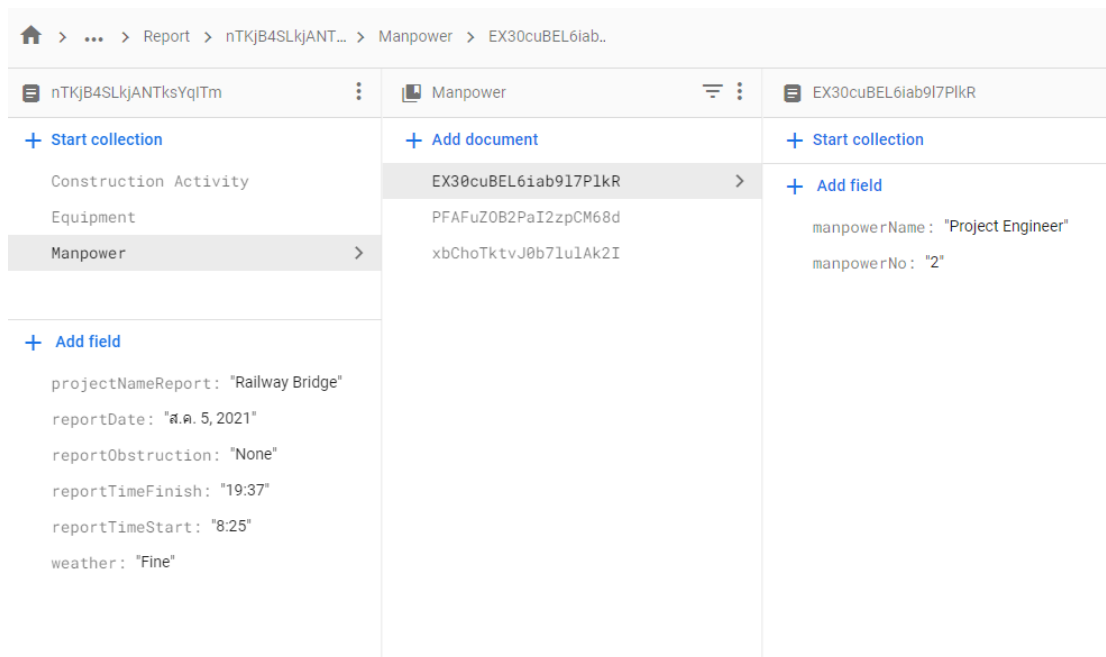 ... Report nTKjB4SLkjANT... Manpower EX30cuBEL6iab..
nTKjB4SLkjANTksYqITm
Start collection
Construction Activity
Equipment
Manpower
Add field
projectNameReport: "Railway Bridge"
reportDate: "ส.ค. 5, 2021"
reportObstruction: "None"
reportTimeFinish: "19:37"
reportTimeStart: "8:25"
weather: "Fine"
Manpower
Add document
EX30cuBEL6iab9l7PlkR
PFAFuZOB2PaI2zpCM68d
xbChoTktvJ0b7lulAk2I
EX30cuBEL6iab9l7PlkR
Start collection
Add field
manpowerName: "Project Engineer"
manpowerNo: "2"